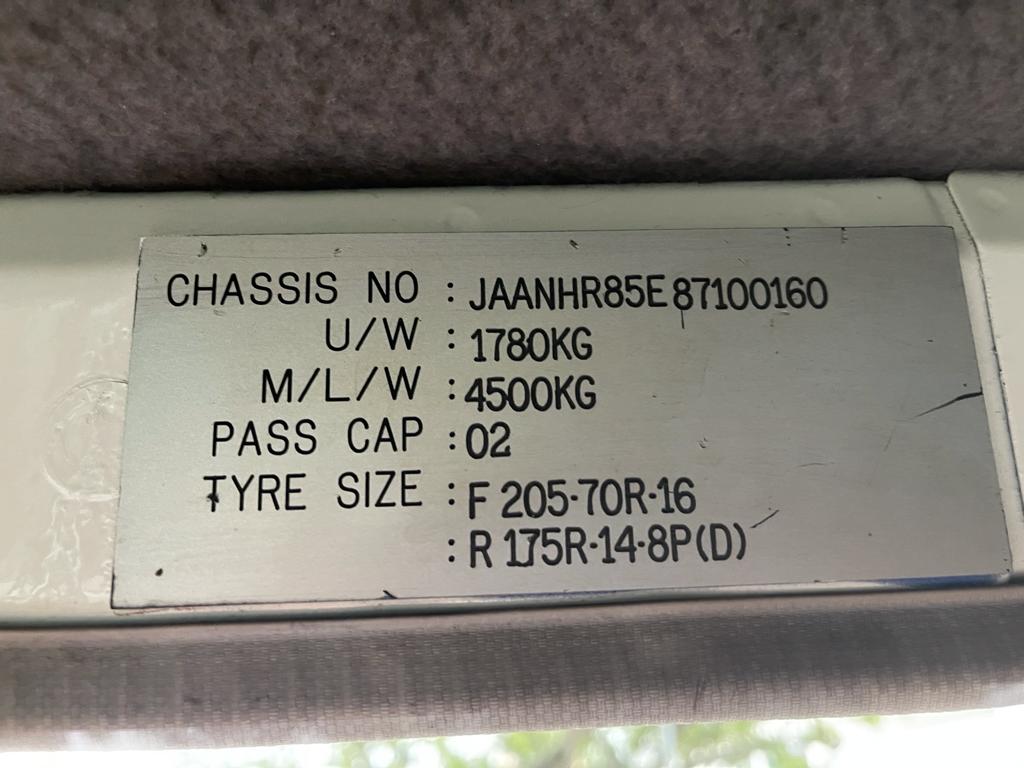 CHASSIS NO : JAANHR85E87100160
U/W : 1780KG
M/L/W : 4500KG
PASS CAP : 02
TYRE SIZE : F 205-70R-16
: R 175R-14-8P(D)